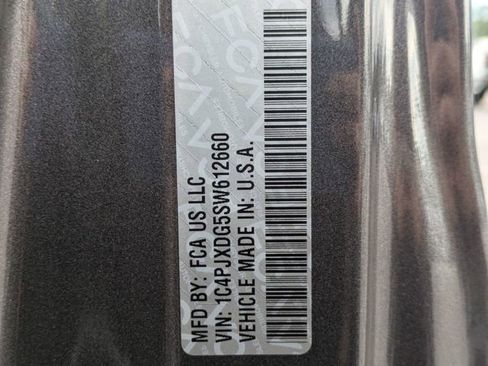 MFD BY: FCA US LLC
VIN: 1C4PJXDG5SW612660
VEHICLE MADE IN: U.S.A.